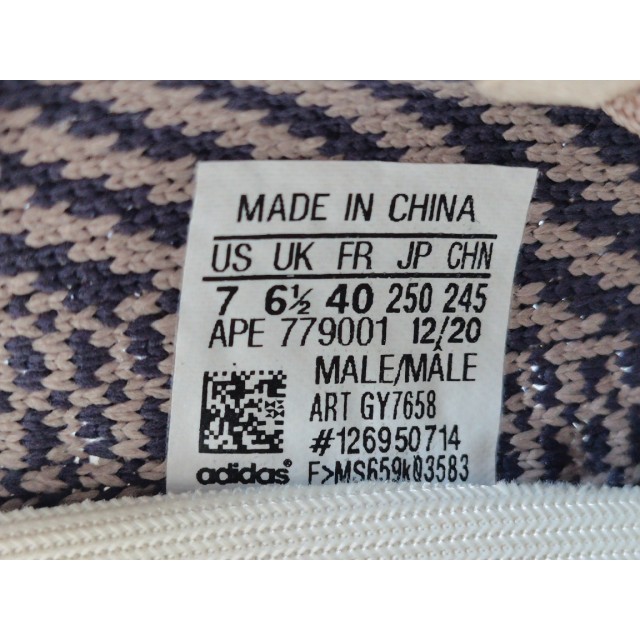 MADE IN CHINA
US UK FR JP CHN
7 6½ 40 250 245
APE 779001 12/20
MALE/MÂLE
ART GY7658
#126950714
adidas® F>MS659K03583